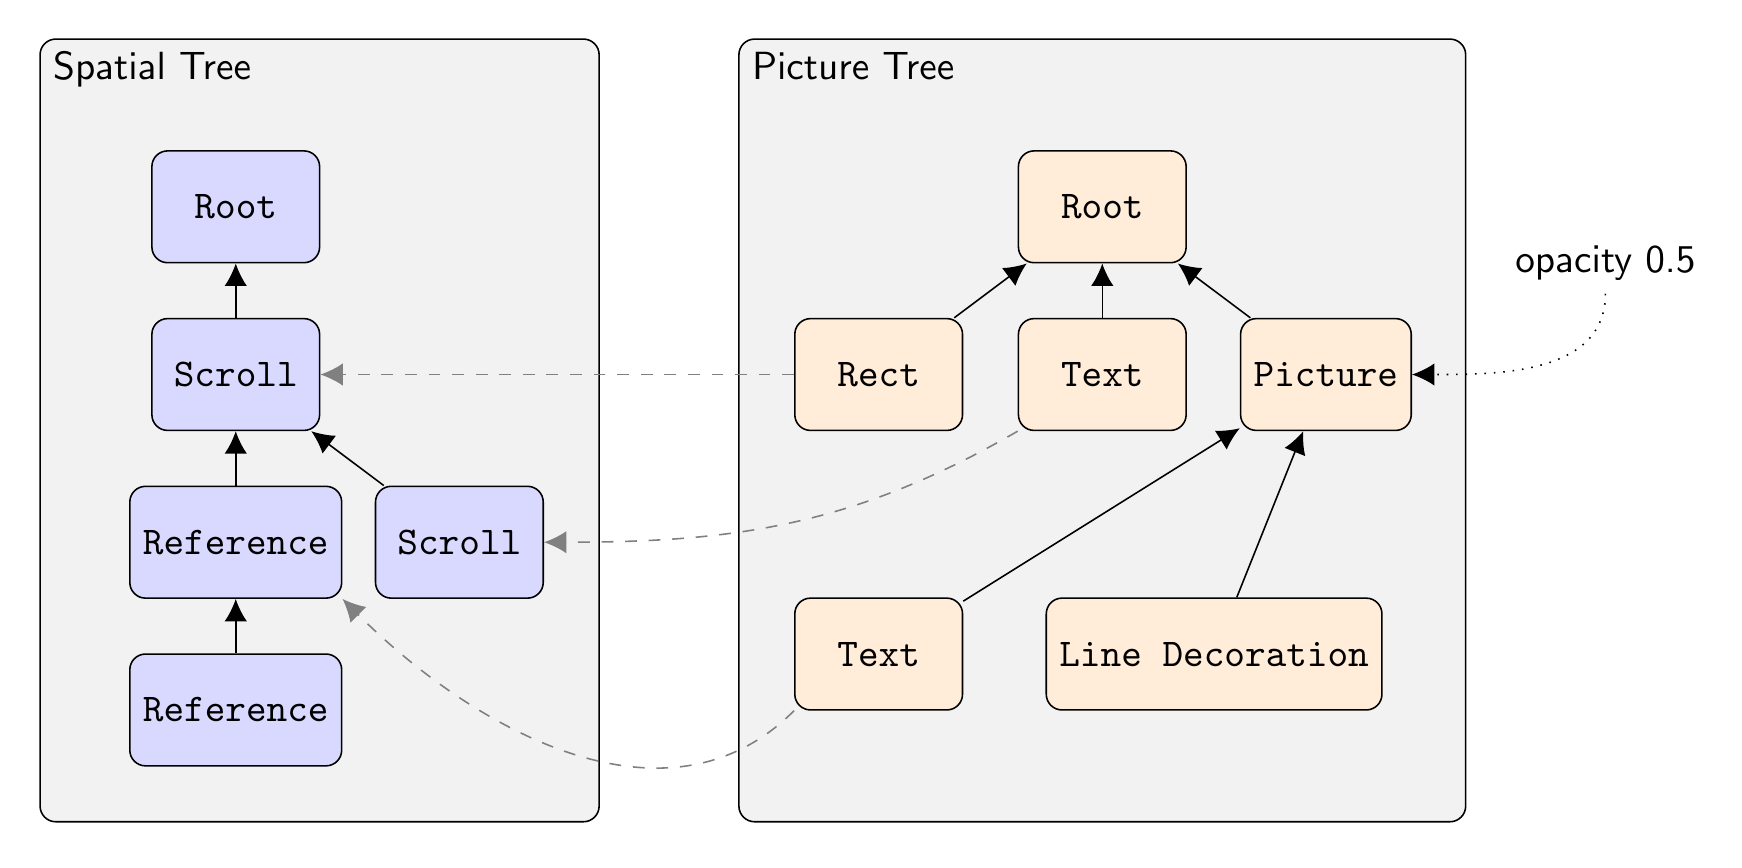 Spatial Tree
Root
Scroll
Reference
Scroll
Reference
Picture Tree
Root
Rect
Text
Picture
Text
Line Decoration
opacity 0.5